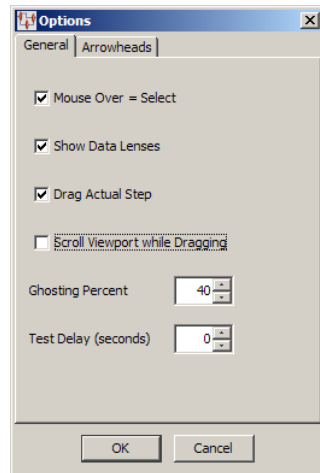 Options
General
Arrowheads
Mouse Over = Select
Show Data Lenses
Drag Actual Step
Scroll Viewport while Dragging
Ghosting Percent 40
Test Delay (seconds) 0
OK Cancel